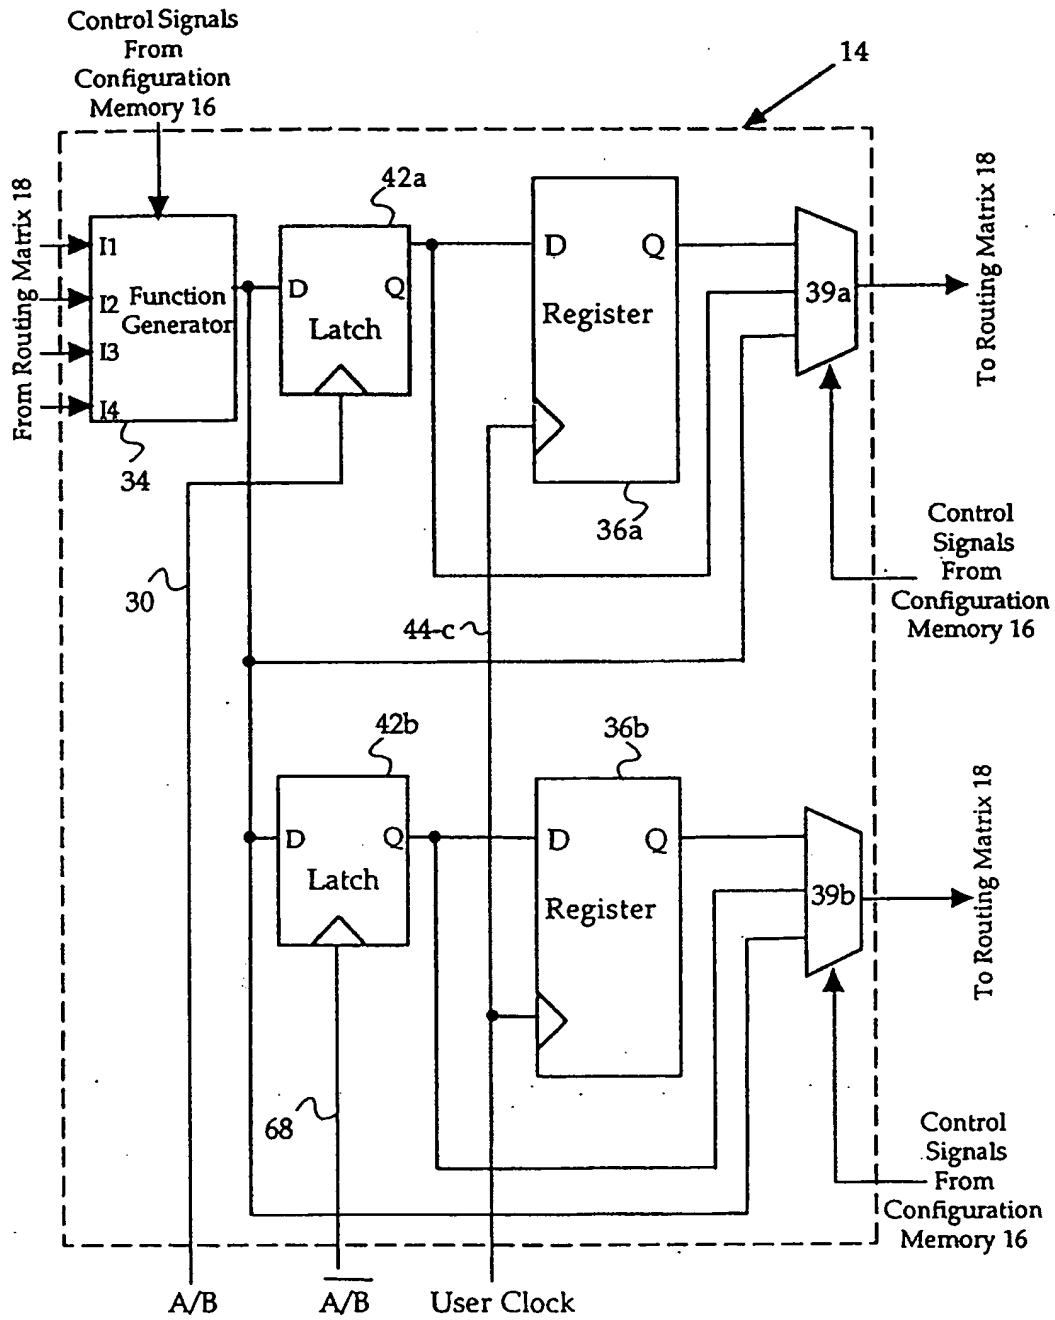 Control Signals
From
Configuration
Memory 16
14
From Routing Matrix 18
I1
I2
I3
I4
Function
Generator
34
42a
D
Q
Latch
D
Q
Register
36a
39a
To Routing Matrix 18
Control
Signals
From
Configuration
Memory 16
30
44-c
42b
D
Q
Latch
36b
D
Q
Register
39b
To Routing Matrix 18
68
Control
Signals
From
Configuration
Memory 16
A/B
A̅/̅B̅
User Clock